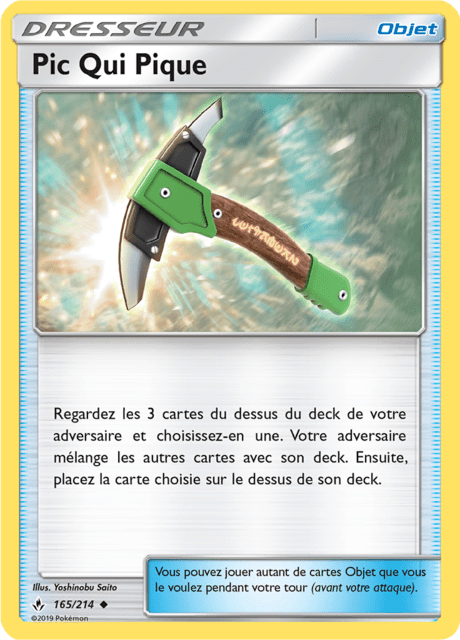 DRESSEUR
Objet
Pic Qui Pique
Regardez les 3 cartes du dessus du deck de votre
adversaire et choisissez-en une. Votre adversaire
mélange les autres cartes avec son deck. Ensuite,
placez la carte choisie sur le dessus de son deck.
Vous pouvez jouer autant de cartes Objet que vous
le voulez pendant votre tour (avant votre attaque).
Illus. Yoshinobu Saito
165/214
©2019 Pokémon